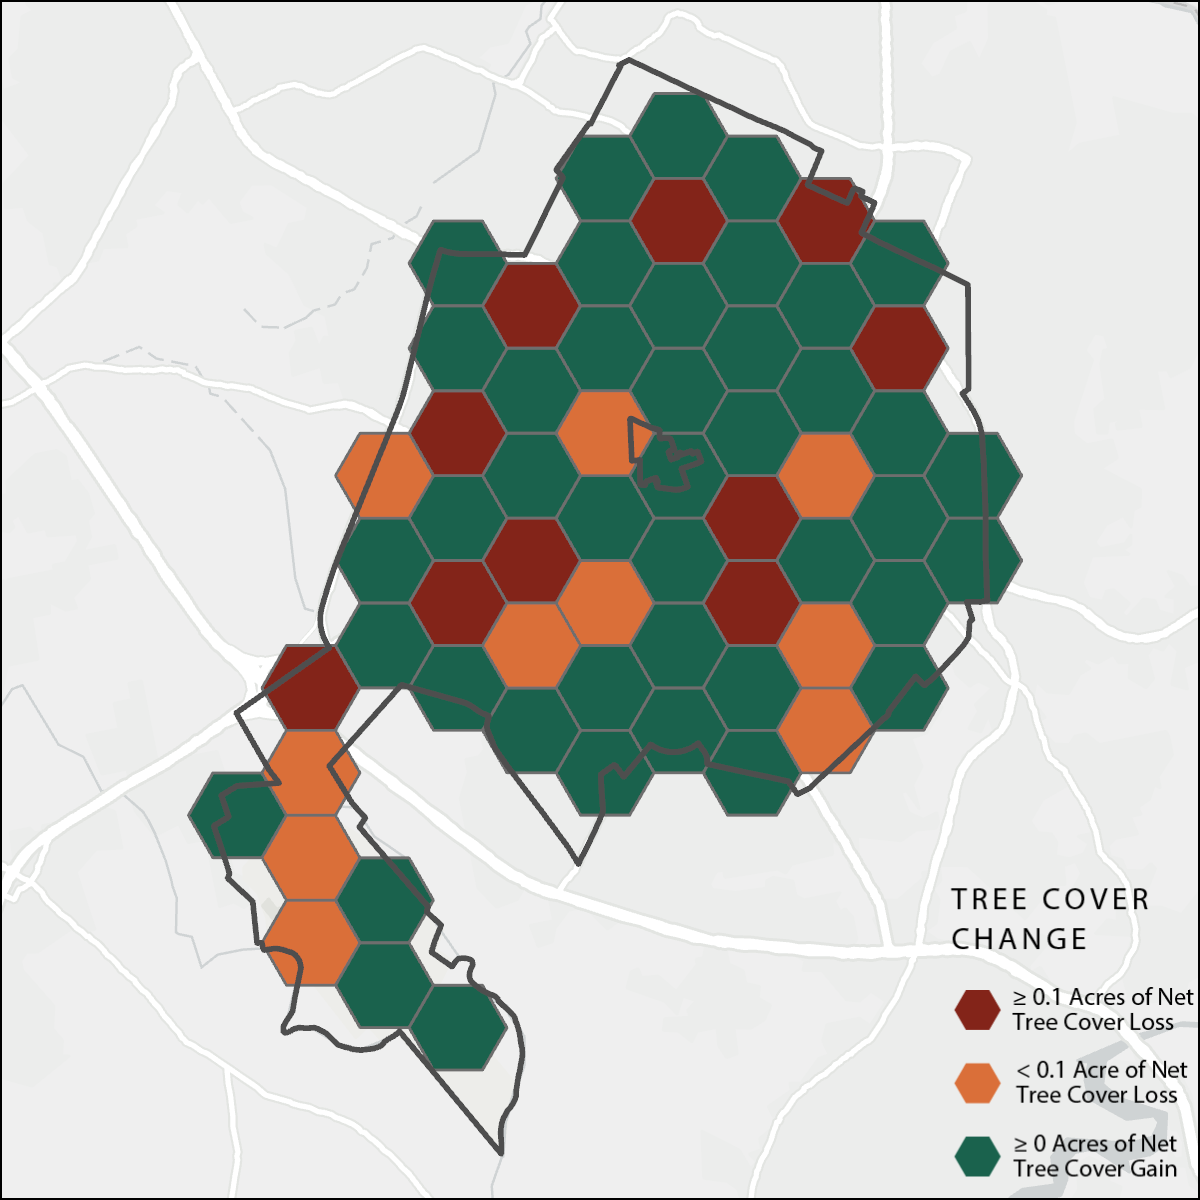 TREE COVER
CHANGE
≥ 0.1 Acres of Net
Tree Cover Loss
< 0.1 Acre of Net
Tree Cover Loss
≥ 0 Acres of Net
Tree Cover Gain